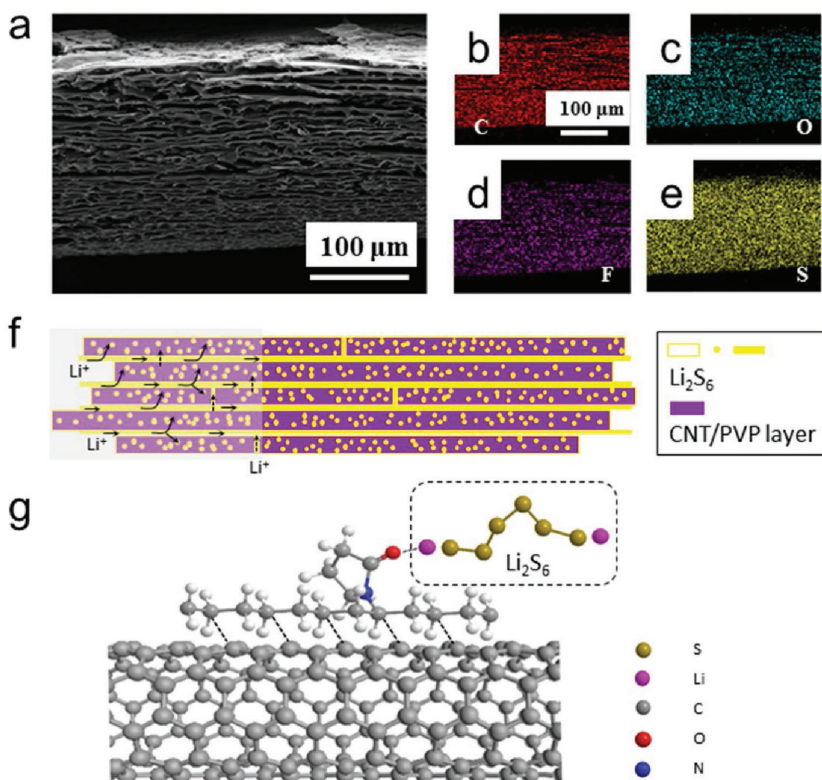 a
100 µm
b
C
100 µm
c
O
d
F
e
S
f
Li⁺
Li⁺
Li⁺
Li₂S₆
CNT/PVP layer
g
Li₂S₆
S
Li
C
O
N